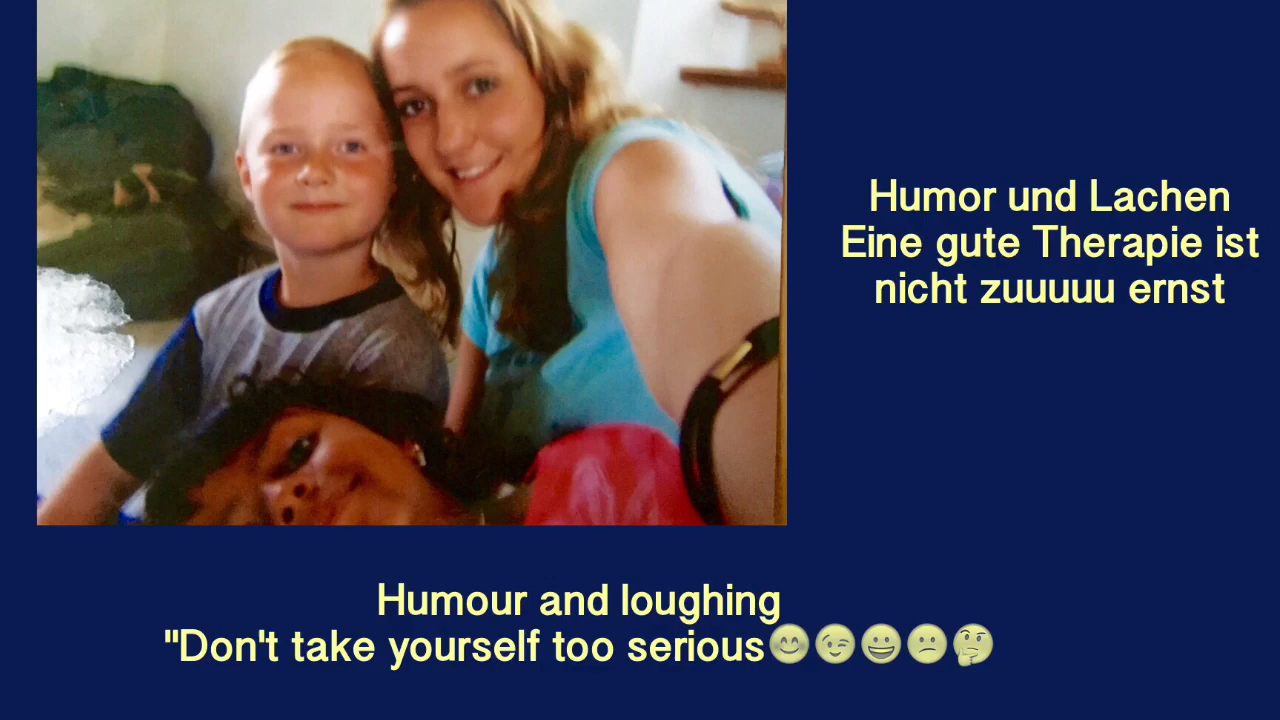 Humor und Lachen
Eine gute Therapie ist
nicht zuuuuu ernst
Humour and loughing
"Don't take yourself too serious😊😉😀😕🤔